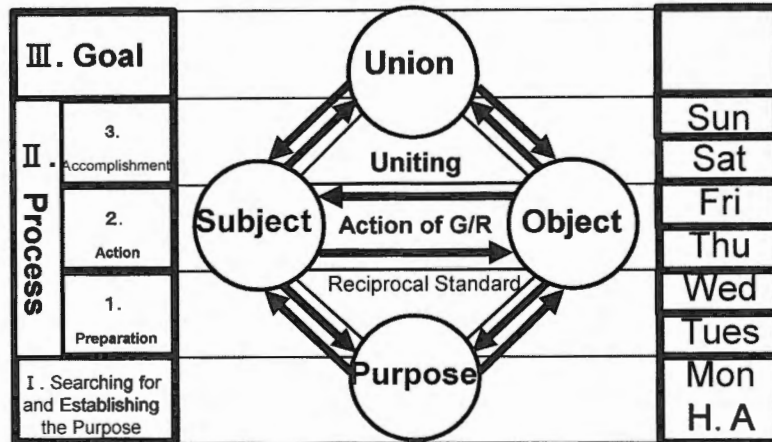 Ⅲ. Goal
Ⅱ. Process
3.
Accomplishment
2.
Action
1.
Preparation
Ⅰ. Searching for
and Establishing
the Purpose
Union
Uniting
Subject
Action of G/R
Object
Reciprocal Standard
Purpose
Sun
Sat
Fri
Thu
Wed
Tues
Mon
H. A